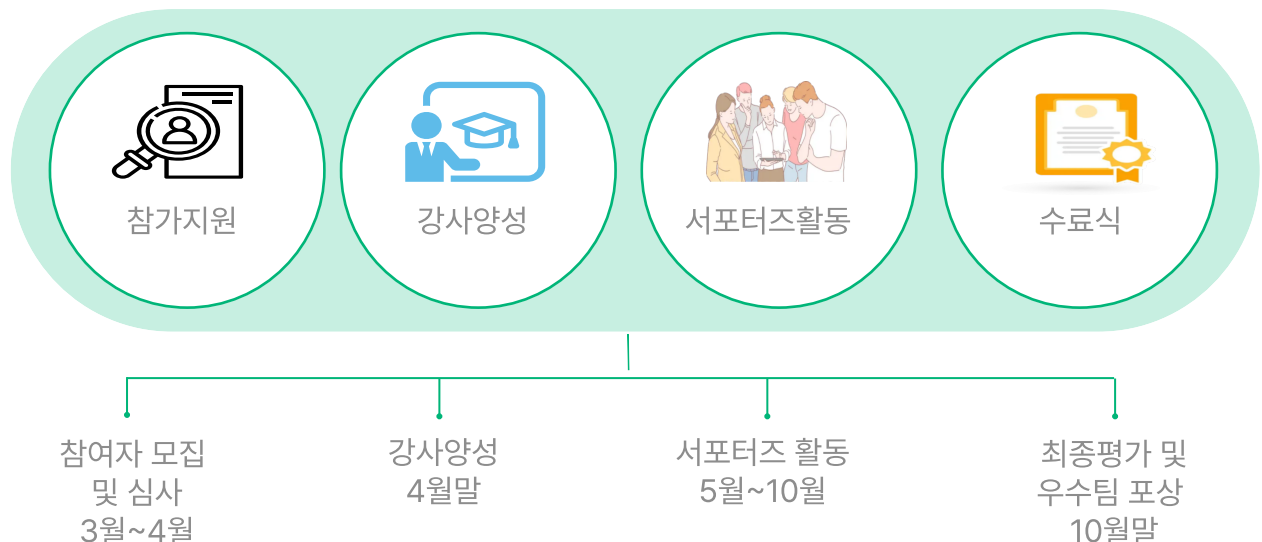 참가지원
강사양성
서포터즈활동
수료식
참여자 모집
및 심사
3월~4월
강사양성
4월말
서포터즈 활동
5월~10월
최종평가 및
우수팀 포상
10월말